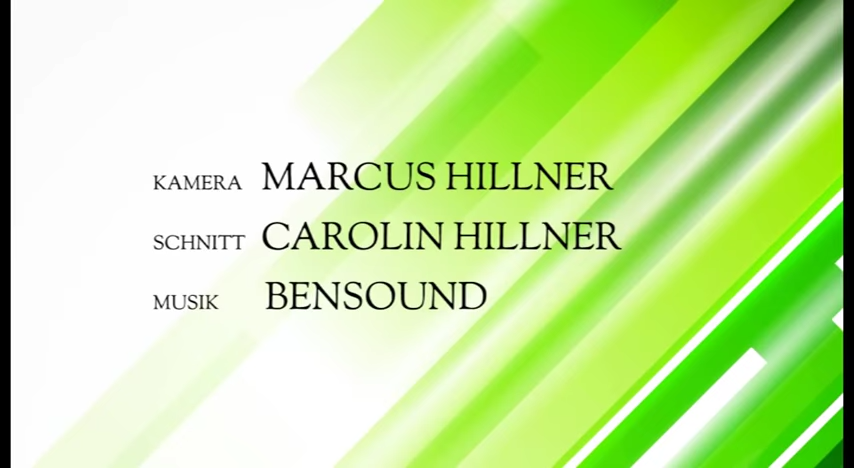 KAMERA MARCUS HILLNER
SCHNITT CAROLIN HILLNER
MUSIK BENSOUND